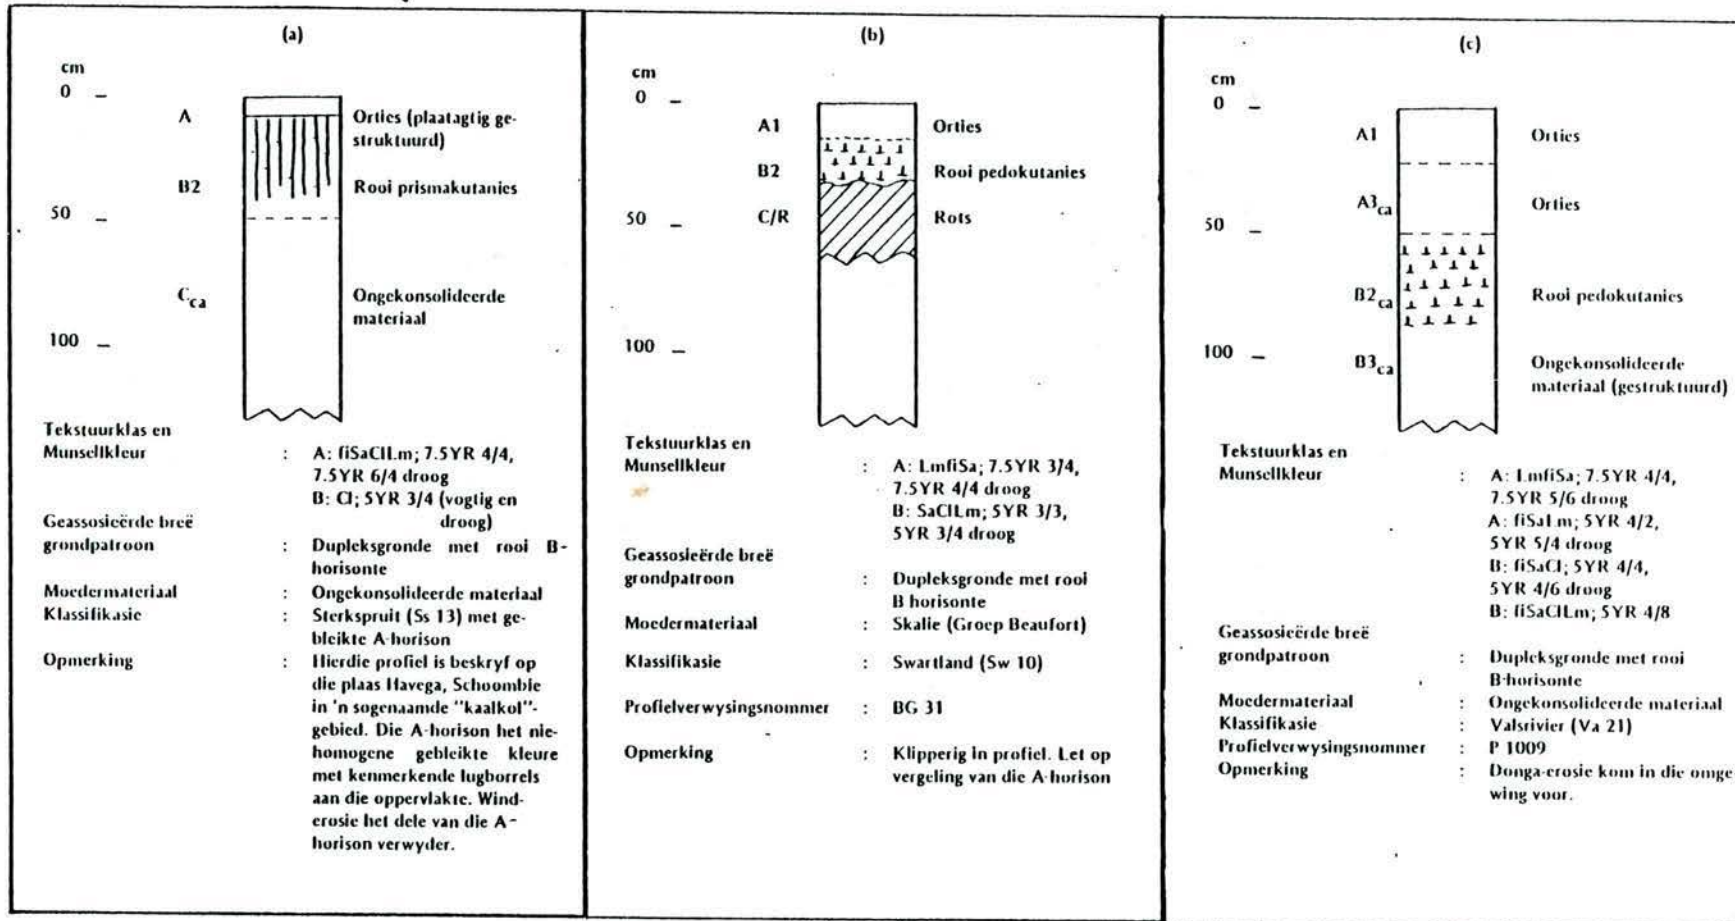 (a)
cm
0
A
Orties (plaatagtig ge-
struktuurd)
B2
Rooi prismakutanies
50
Cca
Ongekonsolideerde
materiaal
100
Tekstuurklas en
Munsellkleur : A: fiSaClLm; 7.5YR 4/4,
7.5YR 6/4 droog
B: Cl; 5YR 3/4 (vogtig en
droog)
Geassosieërde breë
grondpatroon : Dupleksgronde met rooi B-
horisonte
Moedermateriaal : Ongekonsolideerde materiaal
Klassifikasie : Sterkspruit (Ss 13) met ge-
bleikte A-horison
Opmerking : Hierdie profiel is beskryf op
die plaas Havega, Schoombie
in 'n sogenaamde "kaalkol"-
gebied. Die A-horison het nie-
homogene gebleikte kleure
met kenmerkende lugborrels
aan die oppervlakte. Wind-
erosie het dele van die A-
horison verwyder.
(b)
cm
0
A1
Orties
B2
Rooi pedokutanies
50
C/R
Rots
100
Tekstuurklas en
Munsellkleur : A: LmfiSa; 7.5YR 3/4,
7.5YR 4/4 droog
B: SaClLm; 5YR 3/3,
5YR 3/4 droog
Geassosieërde breë
grondpatroon : Dupleksgronde met rooi
B horisonte
Moedermateriaal : Skalie (Groep Beaufort)
Klassifikasie : Swartland (Sw 10)
Profielverwysingsnommer : BG 31
Opmerking : Klipperig in profiel. Let op
vergeling van die A-horison
(c)
cm
0
A1
Orties
A3ca
Orties
50
B2ca
Rooi pedokutanies
100
B3ca
Ongekonsolideerde
materiaal (gestruktuurd)
Tekstuurklas en
Munsellkleur : A: LmfiSa; 7.5YR 4/4,
7.5YR 5/6 droog
A: fiSaLm; 5YR 4/2,
5YR 5/4 droog
B: fiSaCl; 5YR 4/4,
5YR 4/6 droog
B: fiSaClLm; 5YR 4/8
Geassosieërde breë
grondpatroon : Dupleksgronde met rooi
B-horisonte
Moedermateriaal : Ongekonsolideerde materiaal
Klassifikasie : Valsrivier (Va 21)
Profielverwysingsnommer : P 1009
Opmerking : Donga-erosie kom in die omge
wing voor.